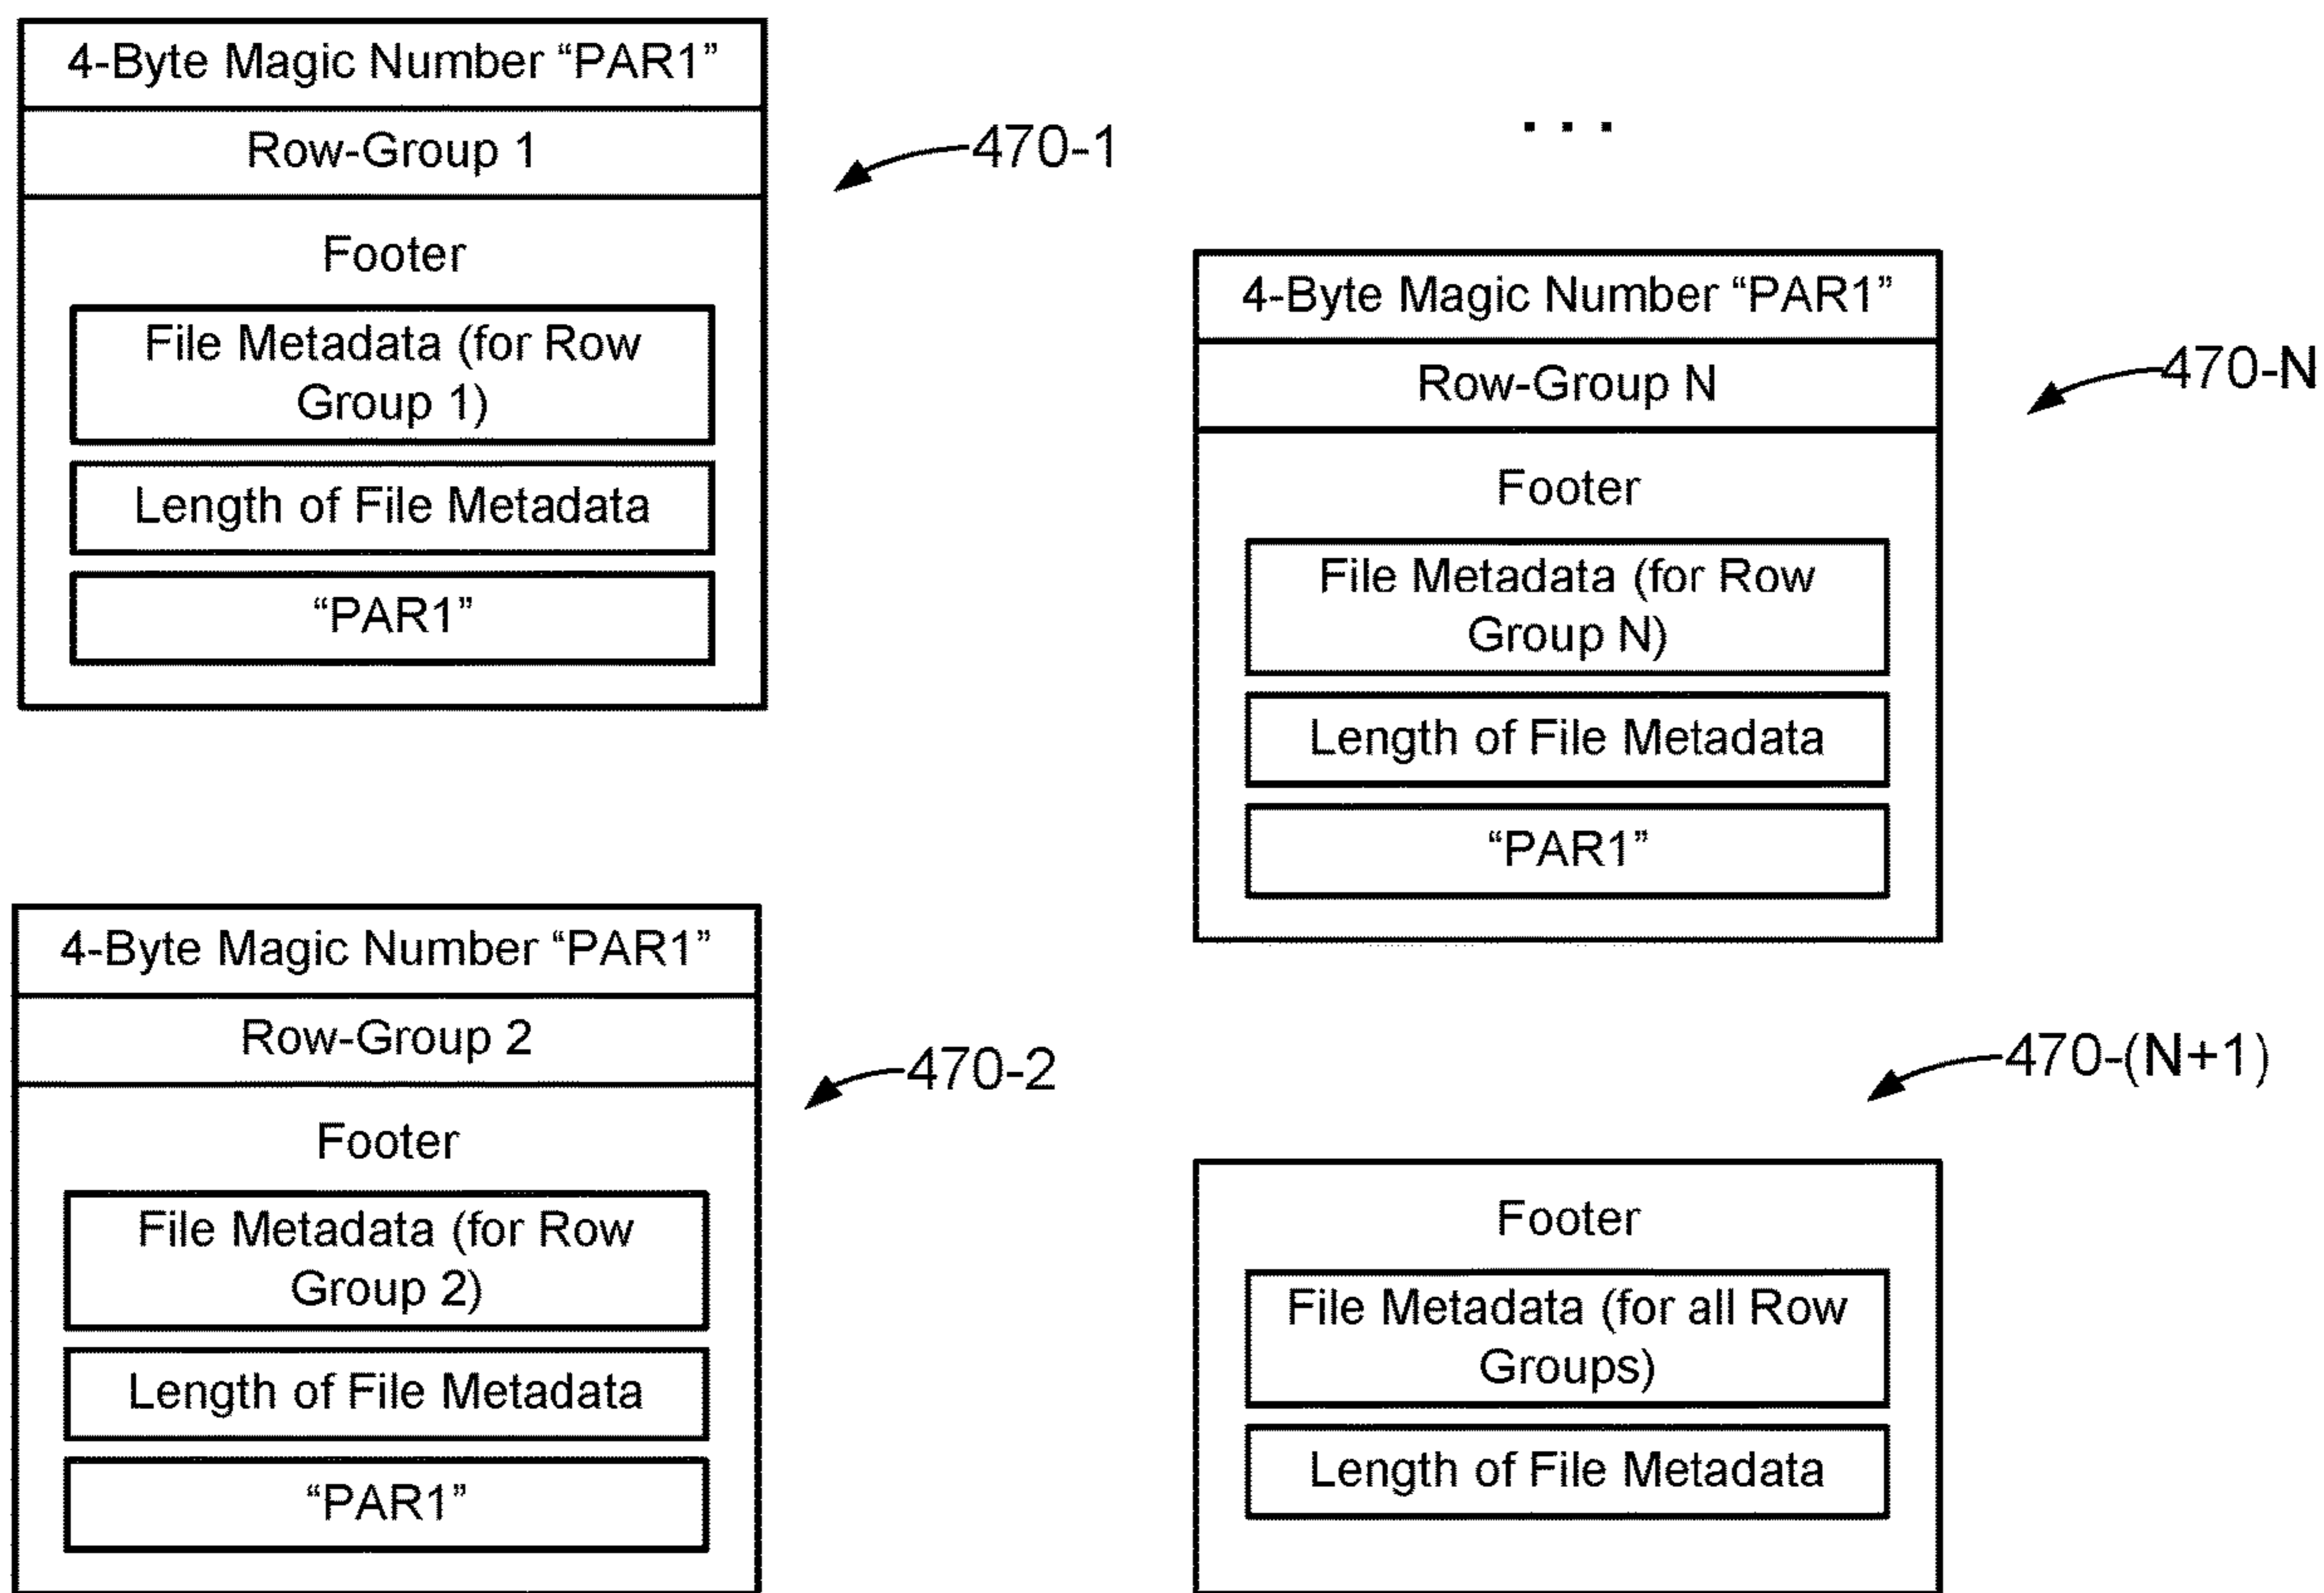 4-Byte Magic Number “PAR1”
Row-Group 1
Footer
File Metadata (for Row
Group 1)
Length of File Metadata
“PAR1”
470-1
4-Byte Magic Number “PAR1”
Row-Group 2
Footer
File Metadata (for Row
Group 2)
Length of File Metadata
“PAR1”
470-2
. . .
4-Byte Magic Number “PAR1”
Row-Group N
Footer
File Metadata (for Row
Group N)
Length of File Metadata
“PAR1”
470-N
470-(N+1)
Footer
File Metadata (for all Row
Groups)
Length of File Metadata